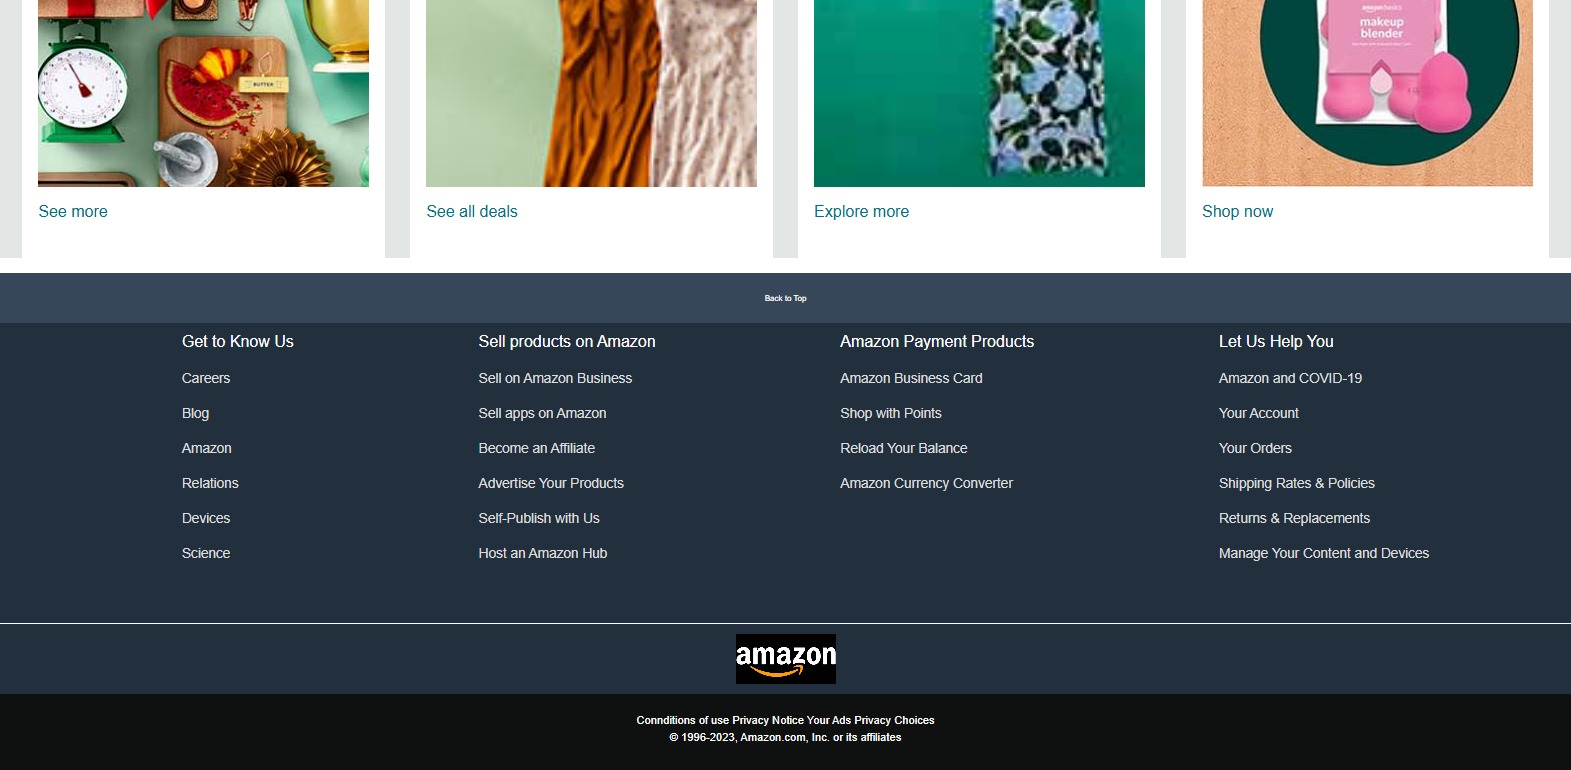 amazonbasics
makeup
blender
BUTTER
See more
See all deals
Explore more
Shop now
Back to Top
Get to Know Us
Careers
Blog
Amazon
Relations
Devices
Science
Sell products on Amazon
Sell on Amazon Business
Sell apps on Amazon
Become an Affiliate
Advertise Your Products
Self-Publish with Us
Host an Amazon Hub
Amazon Payment Products
Amazon Business Card
Shop with Points
Reload Your Balance
Amazon Currency Converter
Let Us Help You
Amazon and COVID-19
Your Account
Your Orders
Shipping Rates & Policies
Returns & Replacements
Manage Your Content and Devices
amazon
Connditions of use Privacy Notice Your Ads Privacy Choices
© 1996-2023, Amazon.com, Inc. or its affiliates